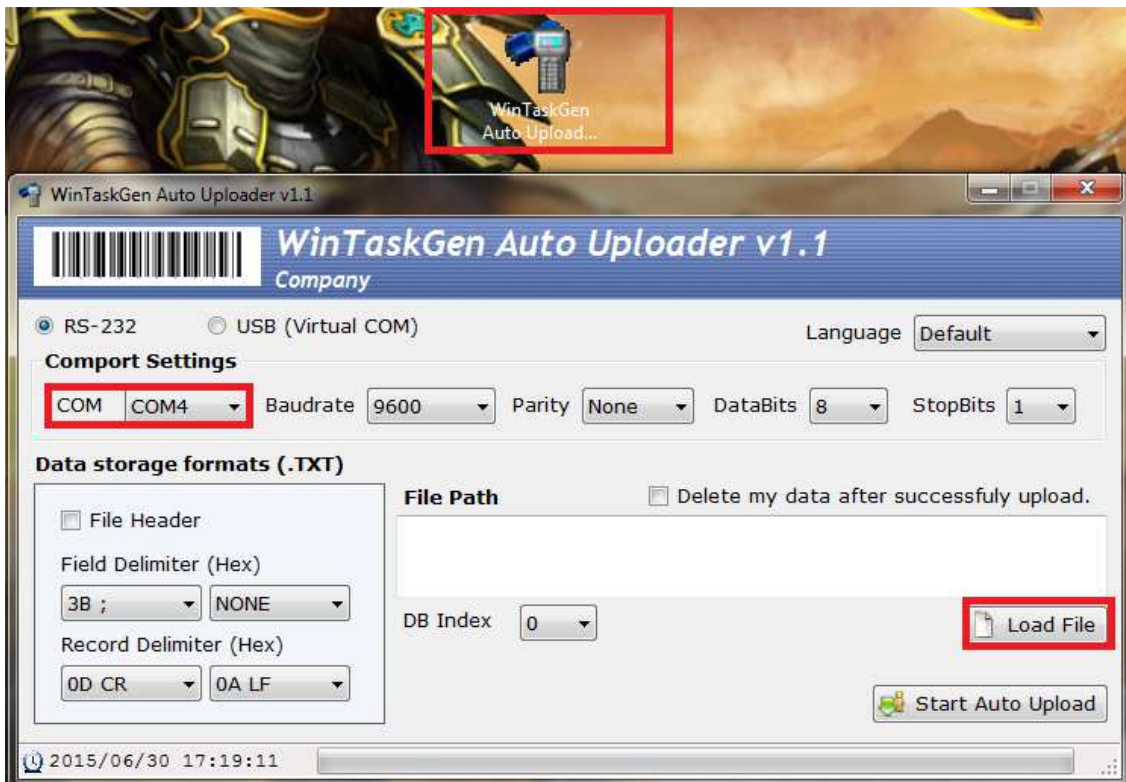 WinTaskGen
Auto Upload...
WinTaskGen Auto Uploader v1.1
WinTaskGen Auto Uploader v1.1
Company
RS-232 USB (Virtual COM) Language Default
Comport Settings
COM COM4 Baudrate 9600 Parity None DataBits 8 StopBits 1
Data storage formats (.TXT)
File Path Delete my data after successfuly upload.
File Header
Field Delimiter (Hex)
3B ; NONE
DB Index 0 Load File
Record Delimiter (Hex)
0D CR 0A LF
Start Auto Upload
2015/06/30 17:19:11